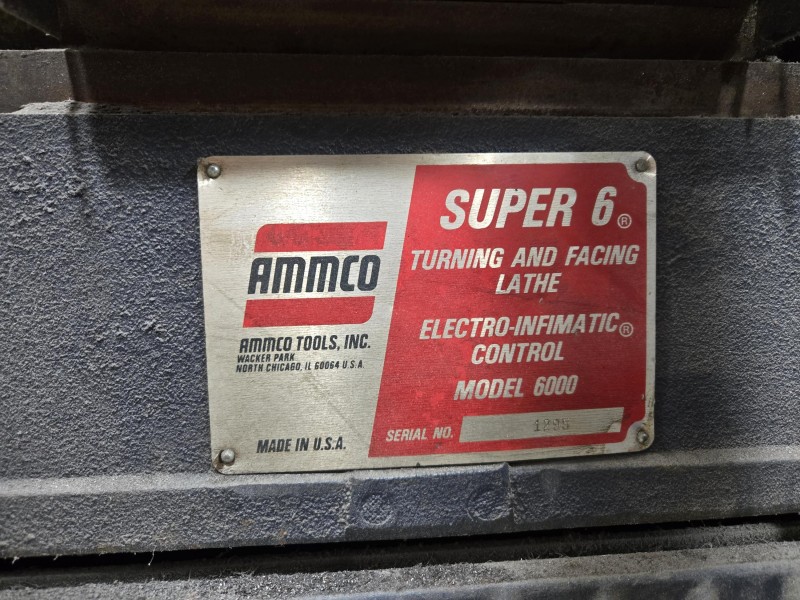 AMMCO
AMMCO TOOLS, INC.
WACKER PARK
NORTH CHICAGO, IL 60064 U.S.A.
MADE IN U.S.A.
SUPER 6®
TURNING AND FACING
LATHE
ELECTRO-INFIMATIC®
CONTROL
MODEL 6000
SERIAL NO. 1295